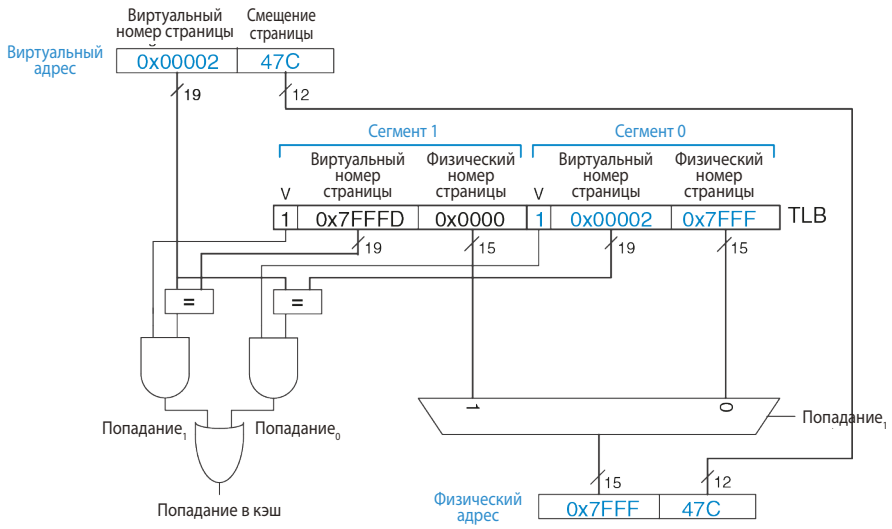 Виртуальный
номер страницы
Смещение
страницы
Виртуальный
адрес
0x00002
47C
19
12
Сегмент 1
Сегмент 0
V
Виртуальный
номер
страницы
Физический
номер
страницы
V
Виртуальный
номер
страницы
Физический
номер
страницы
1
0x7FFFD
0x0000
1
0x00002
0x7FFF
TLB
19
15
19
15
=
=
1
0
Попадание1
Попадание0
Попадание1
Попадание в кэш
15
12
Физический
адрес
0x7FFF
47C